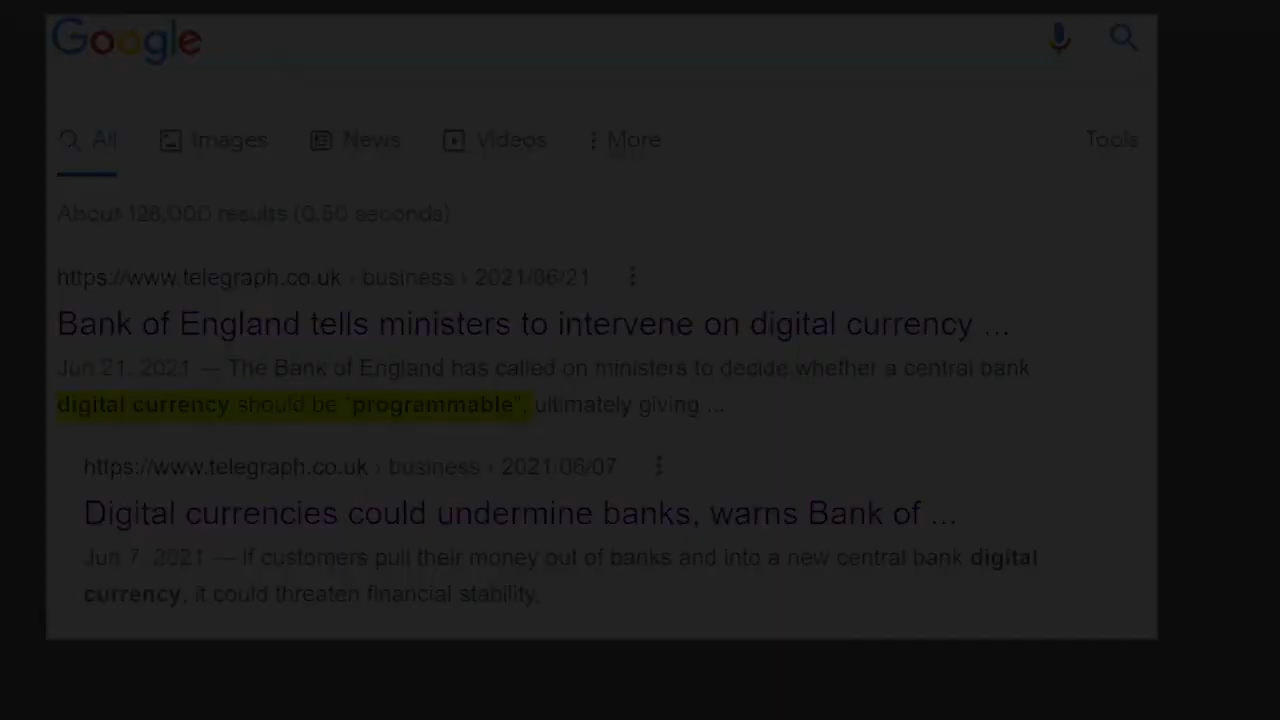 Google
All Images News Videos More Tools
About 128,000 results (0.50 seconds)
https://www.telegraph.co.uk › business › 2021/06/21
Bank of England tells ministers to intervene on digital currency ...
Jun 21, 2021 — The Bank of England has called on ministers to decide whether a central bank
digital currency should be "programmable", ultimately giving ...
https://www.telegraph.co.uk › business › 2021/06/07
Digital currencies could undermine banks, warns Bank of ...
Jun 7, 2021 — If customers pull their money out of banks and into a new central bank digital
currency, it could threaten financial stability.